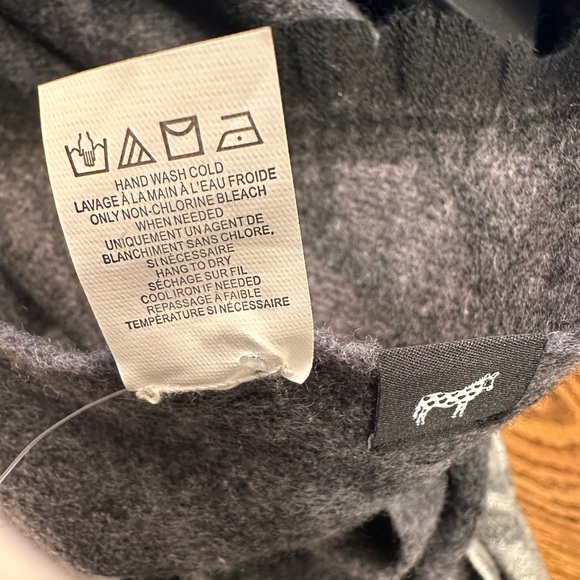 HAND WASH COLD
LAVAGE À LA MAIN À L'EAU FROIDE
ONLY NON-CHLORINE BLEACH
WHEN NEEDED
UNIQUEMENT UN AGENT DE
BLANCHIMENT SANS CHLORE,
SI NÉCESSAIRE
HANG TO DRY
SÉCHAGE SUR FIL
COOL IRON IF NEEDED
REPASSAGE À FAIBLE
TEMPÉRATURE SI NÉCESSAIRE